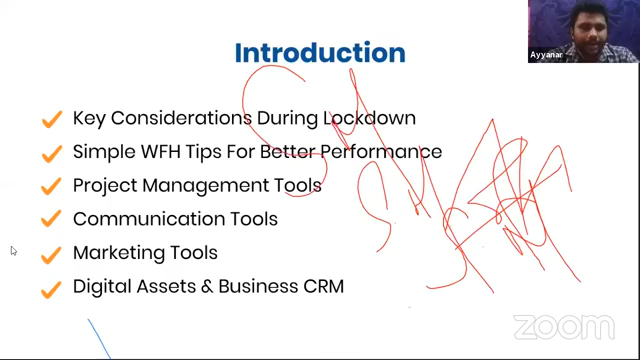 Introduction
Key Considerations During Lockdown
Simple WFH Tips For Better Performance
Project Management Tools
Communication Tools
Marketing Tools
Digital Assets & Business CRM
Ayyanar
zoom